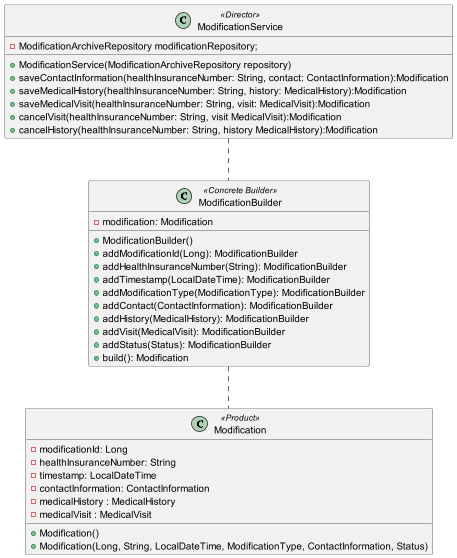 «Director»
ModificationService
ModificationArchiveRepository modificationRepository;
ModificationService(ModificationArchiveRepository repository)
saveContactInformation(healthInsuranceNumber: String, contact: ContactInformation):Modification
saveMedicalHistory(healthInsuranceNumber: String, history: MedicalHistory):Modification
saveMedicalVisit(healthInsuranceNumber: String, visit: MedicalVisit):Modification
cancelVisit(healthInsuranceNumber: String, visit MedicalVisit):Modification
cancelHistory(healthInsuranceNumber: String, history MedicalHistory):Modification
«Concrete Builder»
ModificationBuilder
modification: Modification
ModificationBuilder()
addModificationId(Long): ModificationBuilder
addHealthInsuranceNumber(String): ModificationBuilder
addTimestamp(LocalDateTime): ModificationBuilder
addModificationType(ModificationType): ModificationBuilder
addContact(ContactInformation): ModificationBuilder
addHistory(MedicalHistory): ModificationBuilder
addVisit(MedicalVisit): ModificationBuilder
addStatus(Status): ModificationBuilder
build(): Modification
«Product»
Modification
modificationId: Long
healthInsuranceNumber: String
timestamp: LocalDateTime
contactInformation: ContactInformation
medicalHistory : MedicalHistory
medicalVisit : MedicalVisit
Modification()
Modification(Long, String, LocalDateTime, ModificationType, ContactInformation, Status)